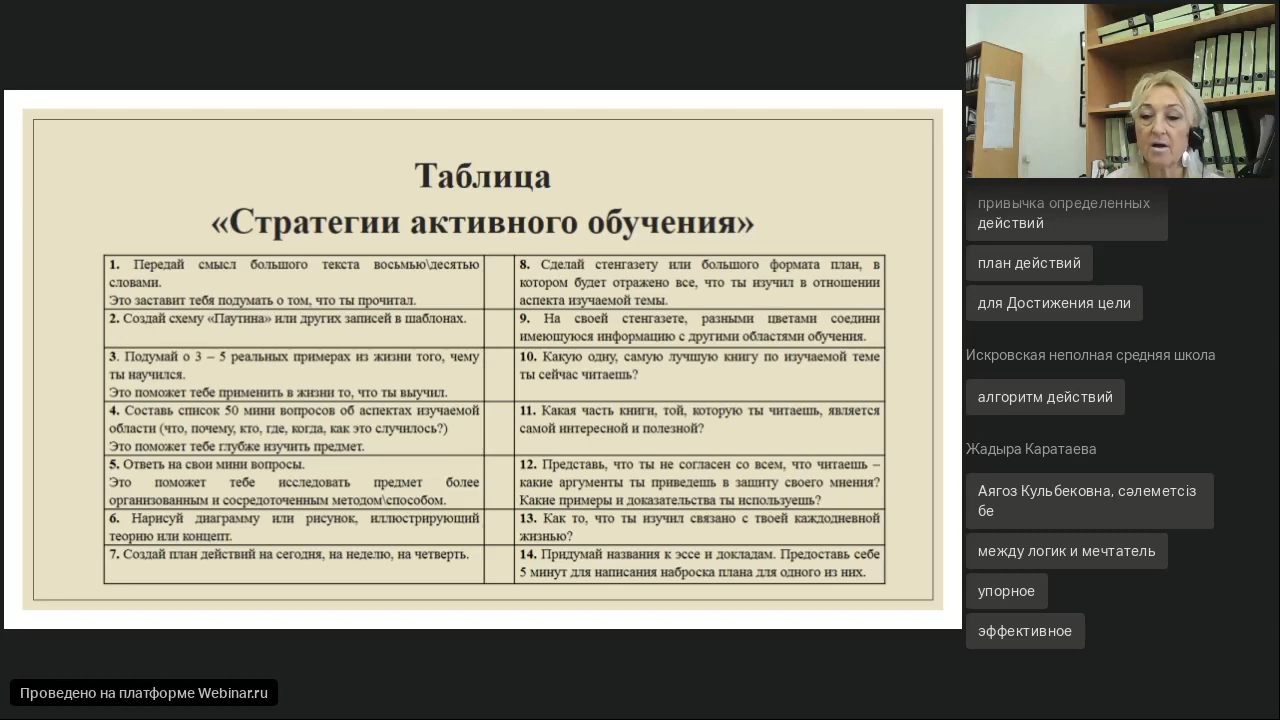 Таблица
«Стратегии активного обучения»
1. Передай смысл большого текста восьмью\десятью
словами.
Это заставит тебя подумать о том, что ты прочитал.
2. Создай схему «Паутина» или других записей в шаблонах.
3. Подумай о 3 – 5 реальных примерах из жизни того, чему
ты научился.
Это поможет тебе применить в жизни то, что ты выучил.
4. Составь список 50 мини вопросов об аспектах изучаемой
области (что, почему, кто, где, когда, как это случилось?)
Это поможет тебе глубже изучить предмет.
5. Ответь на свои мини вопросы.
Это поможет тебе исследовать предмет более
организованным и сосредоточенным методом\способом.
6. Нарисуй диаграмму или рисунок, иллюстрирующий
теорию или концепт.
7. Создай план действий на сегодня, на неделю, на четверть.
8. Сделай стенгазету или большого формата план, в
котором будет отражено все, что ты изучил в отношении
аспекта изучаемой темы.
9. На своей стенгазете, разными цветами соедини
имеющуюся информацию с другими областями обучения.
10. Какую одну, самую лучшую книгу по изучаемой теме
ты сейчас читаешь?
11. Какая часть книги, той, которую ты читаешь, является
самой интересной и полезной?
12. Представь, что ты не согласен со всем, что читаешь –
какие аргументы ты приведешь в защиту своего мнения?
Какие примеры и доказательства ты используешь?
13. Как то, что ты изучил связано с твоей каждодневной
жизнью?
14. Придумай названия к эссе и докладам. Предоставь себе
5 минут для написания наброска плана для одного из них.
привычка определенных
действий
план действий
для Достижения цели
Искровская неполная средняя школа
алгоритм действий
Жадыра Каратаева
Аягоз Кульбековна, сәлеметсіз
бе
между логик и мечтатель
упорное
эффективное
Проведено на платформе Webinar.ru